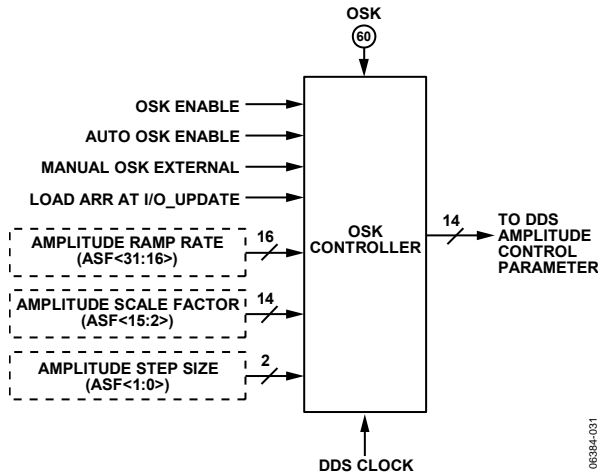 OSK
60
OSK ENABLE
AUTO OSK ENABLE
MANUAL OSK EXTERNAL
LOAD ARR AT I/O_UPDATE
AMPLITUDE RAMP RATE
(ASF<31:16>)
16
AMPLITUDE SCALE FACTOR
(ASF<15:2>)
14
AMPLITUDE STEP SIZE
(ASF<1:0>)
2
OSK
CONTROLLER
14
TO DDS
AMPLITUDE
CONTROL
PARAMETER
DDS CLOCK
06384-031